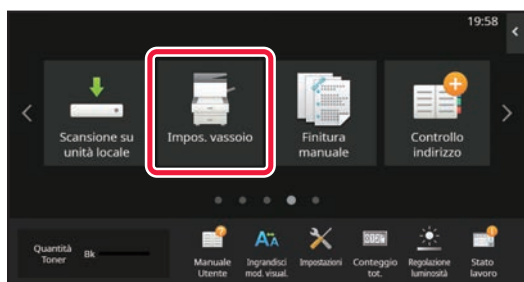 19:58
Scansione su
unità locale
Impos. vassoio
Finitura
manuale
Controllo
indirizzo
Quantità
Toner
Bk
Manuale
Utente
Ingrandisci
mod. visual.
Impostazioni
Conteggio
tot.
Regolazione
luminosità
Stato
lavoro